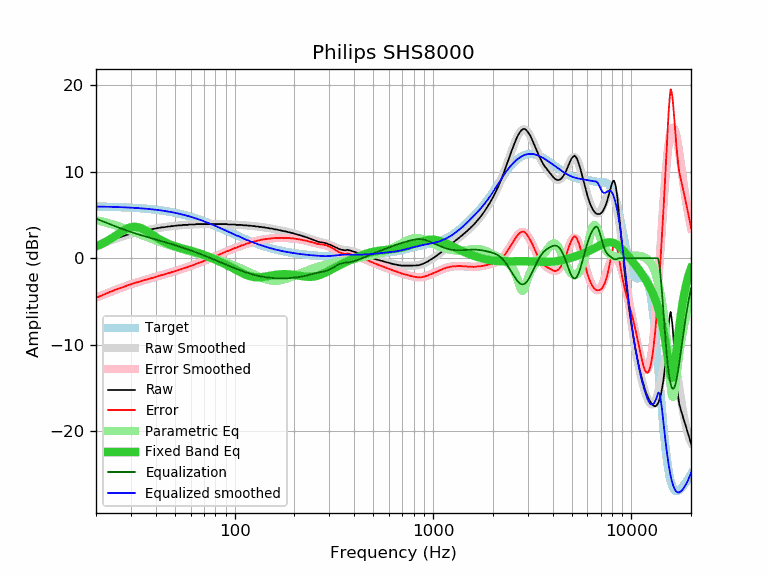 Philips SHS8000
20
10
0
−10
−20
Amplitude (dBr)
Target
Raw Smoothed
Error Smoothed
Raw
Error
Parametric Eq
Fixed Band Eq
Equalization
Equalized smoothed
100
1000
10000
Frequency (Hz)